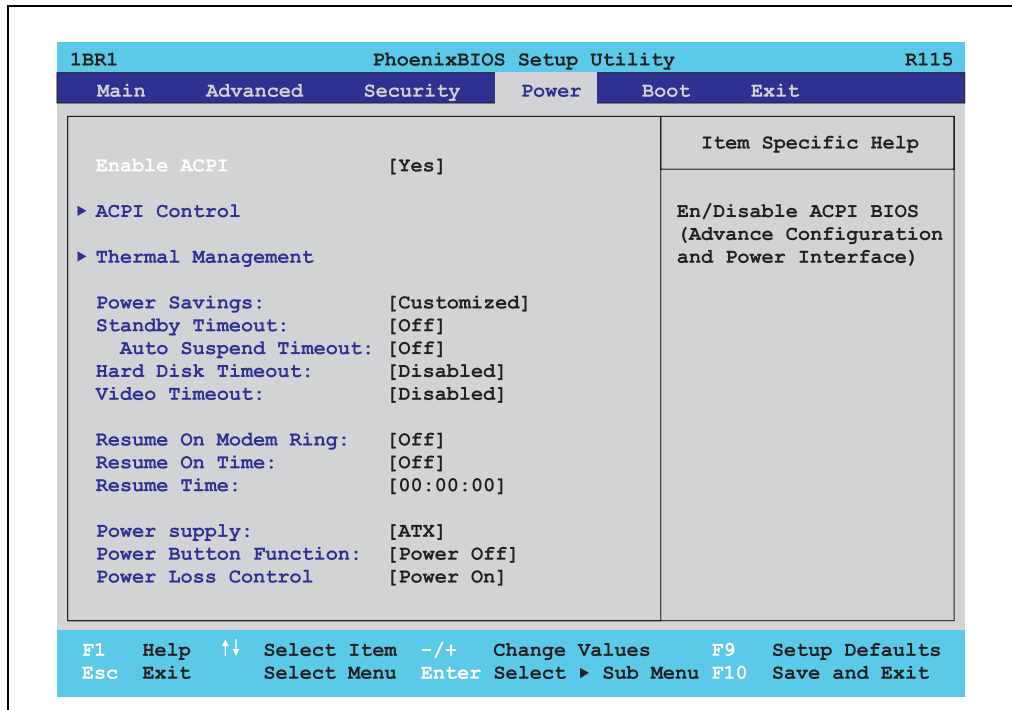 1BR1 PhoenixBIOS Setup Utility R115
Main Advanced Security Power Boot Exit
Item Specific Help
Enable ACPI [Yes]
▶ ACPI Control
▶ Thermal Management
En/Disable ACPI BIOS
(Advance Configuration
and Power Interface)
Power Savings: [Customized]
Standby Timeout: [Off]
Auto Suspend Timeout: [Off]
Hard Disk Timeout: [Disabled]
Video Timeout: [Disabled]
Resume On Modem Ring: [Off]
Resume On Time: [Off]
Resume Time: [00:00:00]
Power supply: [ATX]
Power Button Function: [Power Off]
Power Loss Control [Power On]
F1 Help ↑↓ Select Item -/+ Change Values F9 Setup Defaults
Esc Exit Select Menu Enter Select ▶ Sub Menu F10 Save and Exit